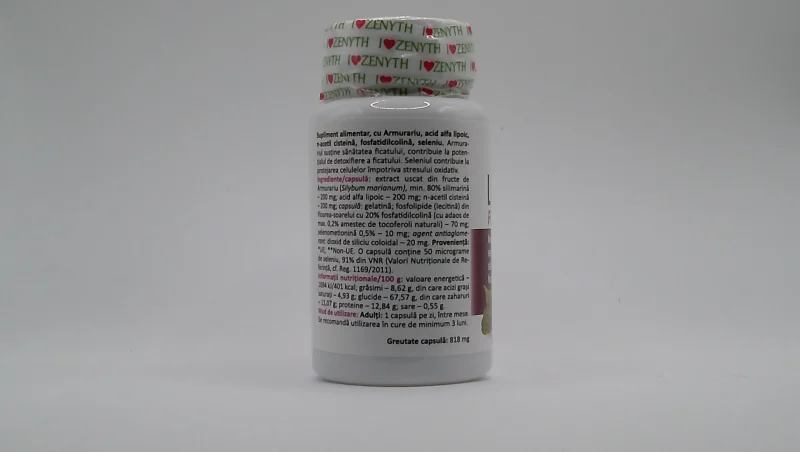 I ZENYTH
I ZENYTH I ZENYTH
ZENYTH I ZENYTH I
I ZENYTH I ZENYTH
ZENYTH I ZENYTH
Supliment alimentar, cu Armurariu, acid alfa lipoic,
n-acetil cisteină, fosfatidilcolină, seleniu. Armura-
riul susține sănătatea ficatului, contribuie la poten-
țialul de detoxifiere a ficatului. Seleniul contribuie la
protejarea celulelor împotriva stresului oxidativ.
Ingrediente/capsulă: extract uscat din fructe de
Armurariu (Silybum marianum), min. 80% silimarină
– 200 mg; acid alfa lipoic – 200 mg; n-acetil cisteină
– 200 mg; capsulă: gelatină; fosfolipide (lecitină) din
Floarea-soarelui cu 20% fosfatidilcolină (cu adaos de
max. 0,2% amestec de tocoferoli naturali) – 70 mg;
selenometionină 0,5% – 10 mg; agent antiaglome-
rant: dioxid de siliciu coloidal – 20 mg. Proveniență:
*UE, **Non-UE. O capsulă conține 50 micrograme
de seleniu, 91% din VNR (Valori Nutriționale de Re-
ferință, cf. Reg. 1169/2011).
Informații nutriționale/100 g: valoare energetică –
1694 kJ/401 kcal; grăsimi – 8,62 g, din care acizi grași
saturați – 4,93 g; glucide – 67,57 g, din care zaharuri
– 11,07 g; proteine – 12,84 g; sare – 0,55 g.
Mod de utilizare: Adulți: 1 capsulă pe zi, între mese.
Se recomandă utilizarea în cure de minimum 3 luni.
Greutate capsulă: 818 mg